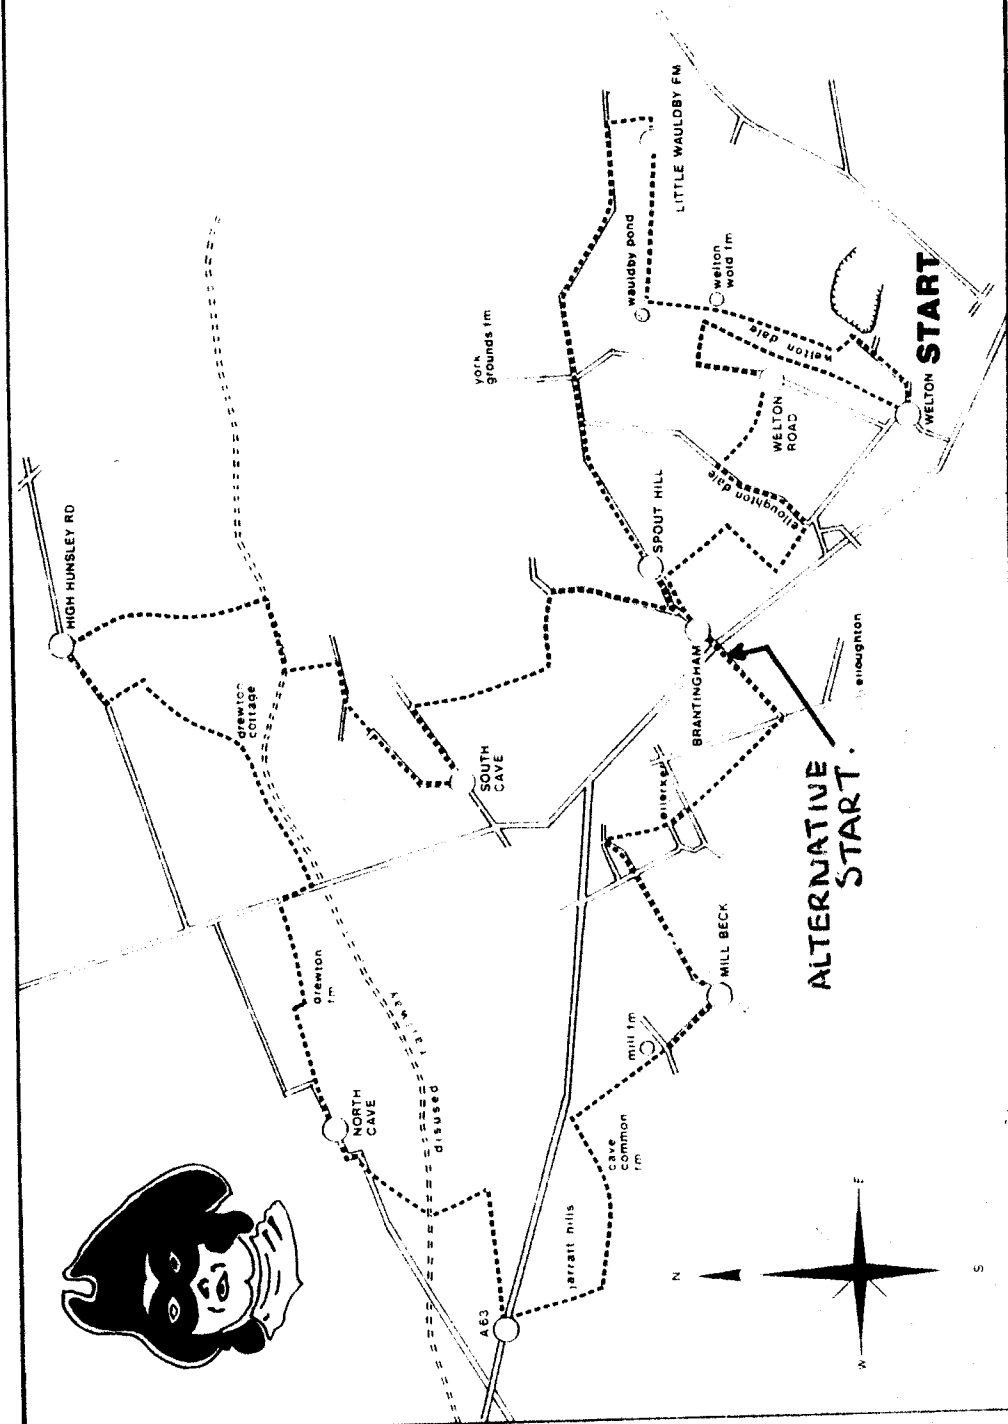 HIGH HUNSLEY RD
york
grounds fm
LITTLE WAULDBY FM
wauldby pond
welton
wold fm
welton dale
WELTON
START
WELTON
ROAD
elloughton dale
SPOUT HILL
BRANTINGHAM
elloughton
ALTERNATIVE
START.
drewton
cottage
SOUTH
CAVE
ellerker
MILL BECK
mill fm
drewton
fm
NORTH
CAVE
disused
railway
cave
common
fm
jarratt hills
A63
N
E
S
W